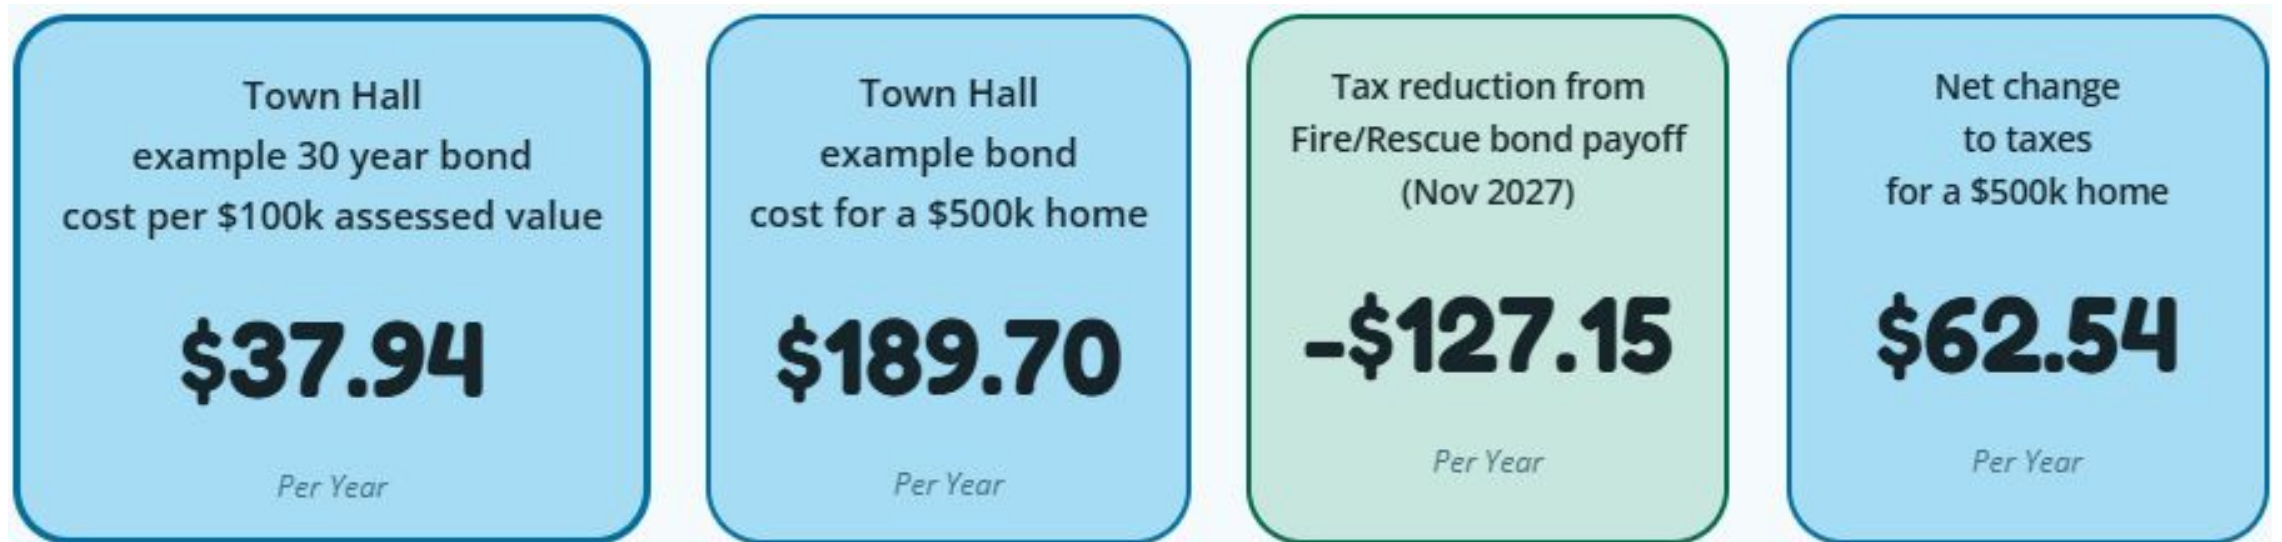 Town Hall
example 30 year bond
cost per $100k assessed value
$37.94
Per Year
Town Hall
example bond
cost for a $500k home
$189.70
Per Year
Tax reduction from
Fire/Rescue bond payoff
(Nov 2027)
-$127.15
Per Year
Net change
to taxes
for a $500k home
$62.54
Per Year